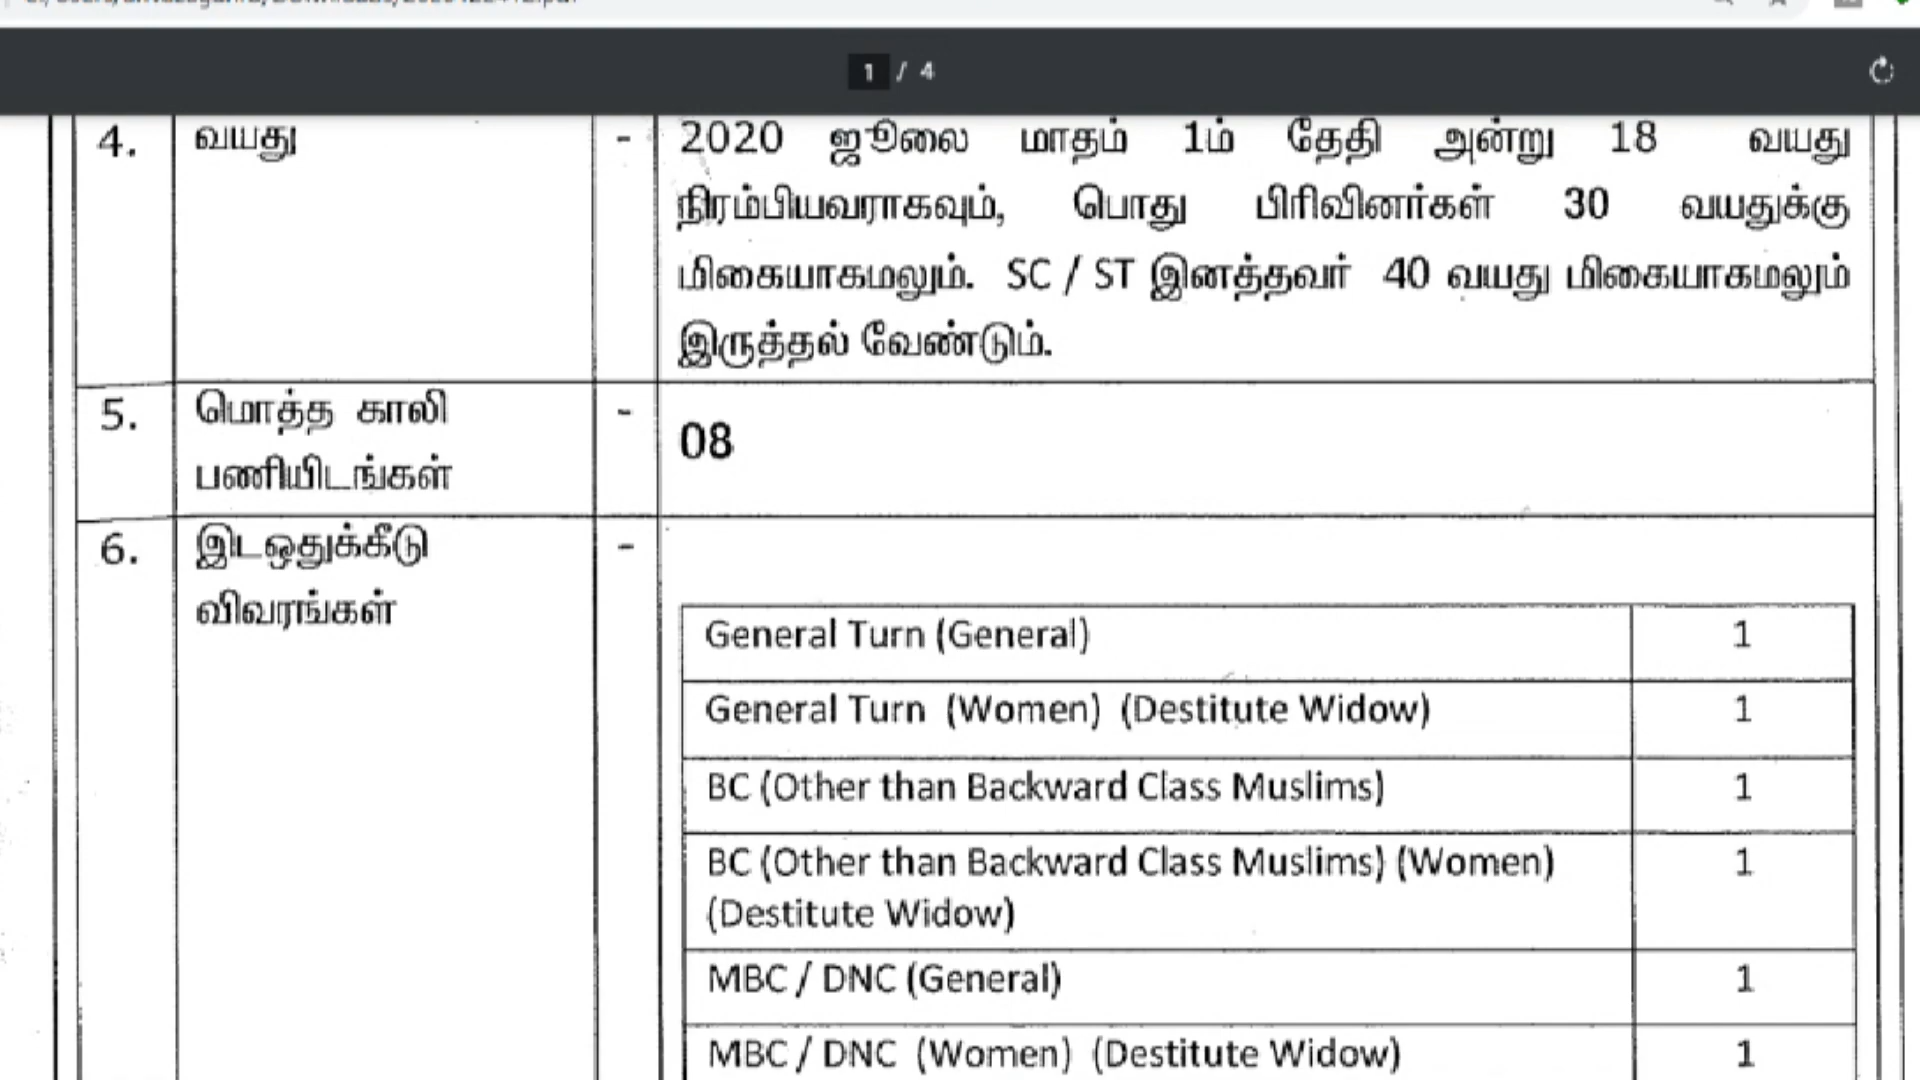 1 / 4
4. வயது - 2020 ஜூலை மாதம் 1ம் தேதி அன்று 18 வயது
நிரம்பியவராகவும், பொது பிரிவினர்கள் 30 வயதுக்கு
மிகையாகமலும். SC / ST இனத்தவர் 40 வயது மிகையாகமலும்
இருத்தல் வேண்டும்.
5. மொத்த காலி - 08
பணியிடங்கள்
6. இடஒதுக்கீடு -
விவரங்கள்
General Turn (General) 1
General Turn (Women) (Destitute Widow) 1
BC (Other than Backward Class Muslims) 1
BC (Other than Backward Class Muslims) (Women) 1
(Destitute Widow)
MBC / DNC (General) 1
MBC / DNC (Women) (Destitute Widow) 1